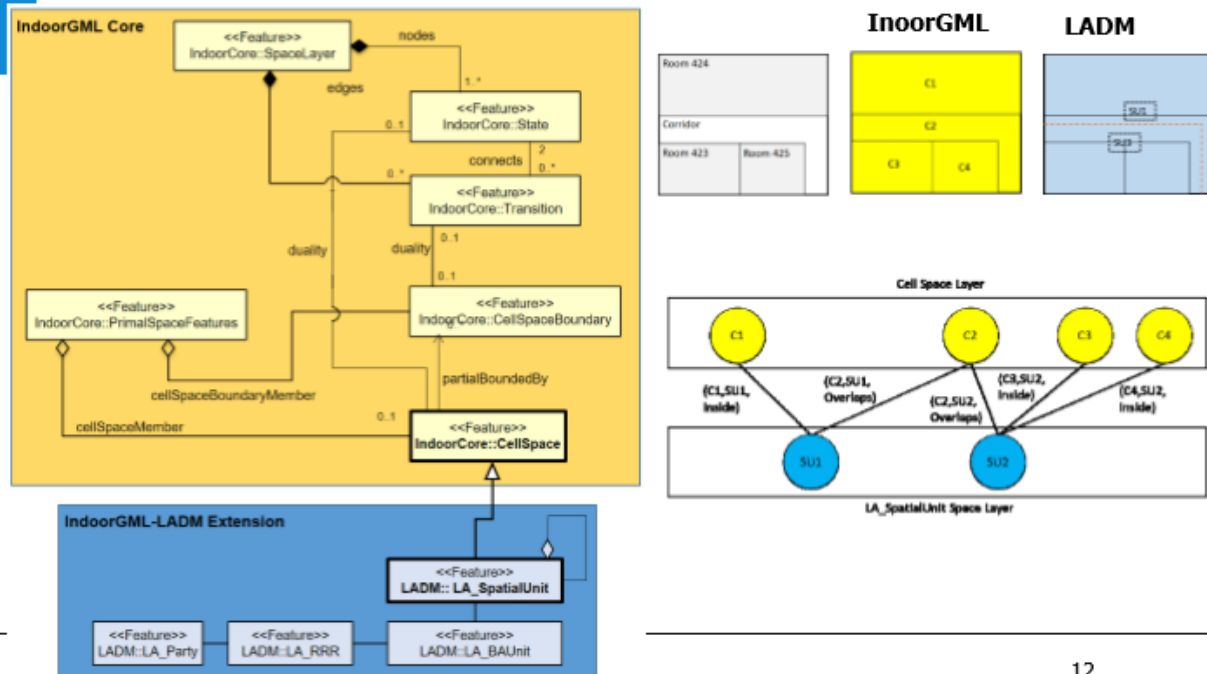 IndoorGML Core
<<Feature>>
IndoorCore::SpaceLayer
nodes
edges
1..*
0..1
<<Feature>>
IndoorCore::State
2
connects
0..*
0..*
<<Feature>>
IndoorCore::Transition
0..1
duality
duality
0..1
<<Feature>>
IndoorCore::PrimalSpaceFeatures
<<Feature>>
IndoorCore::CellSpaceBoundary
partialBoundedBy
cellSpaceBoundaryMember
0..1
cellSpaceMember
<<Feature>>
IndoorCore::CellSpace
IndoorGML-LADM Extension
<<Feature>>
LADM:: LA_SpatialUnit
<<Feature>>
LADM::LA_Party
<<Feature>>
LADM::LA_RRR
<<Feature>>
LADM::LA_BAUnit
InoorGML
LADM
Room 424
Corridor
Room 423
Room 425
C1
C2
C3
C4
SU1
Cell Space Layer
C1
C2
C3
C4
(C1,SU1,
Inside)
(C2,SU1,
Overlaps)
(C2,SU2,
Overlaps)
(C3,SU2,
Inside)
(C4,SU2,
Inside)
SU1
SU2
LA_SpatialUnit Space Layer
12